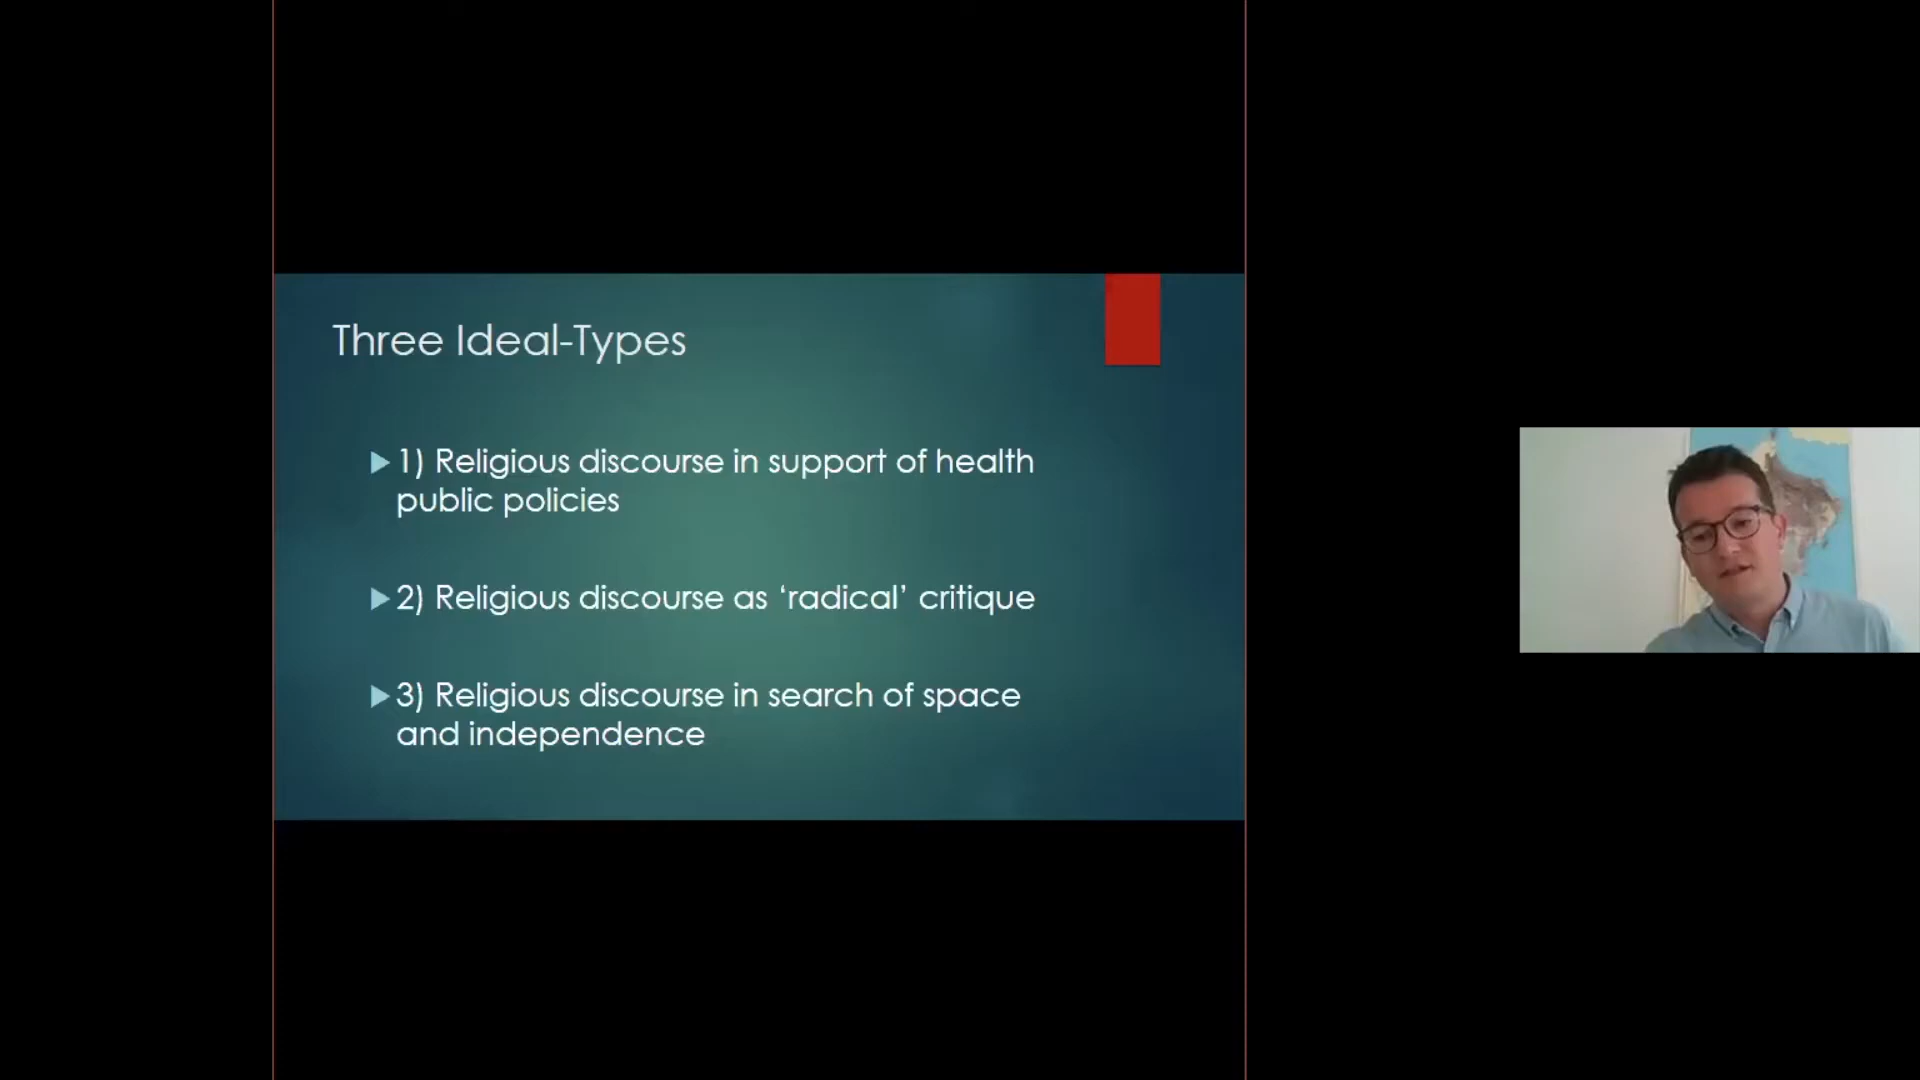 Three Ideal-Types
1) Religious discourse in support of health
public policies
2) Religious discourse as ‘radical’ critique
3) Religious discourse in search of space
and independence